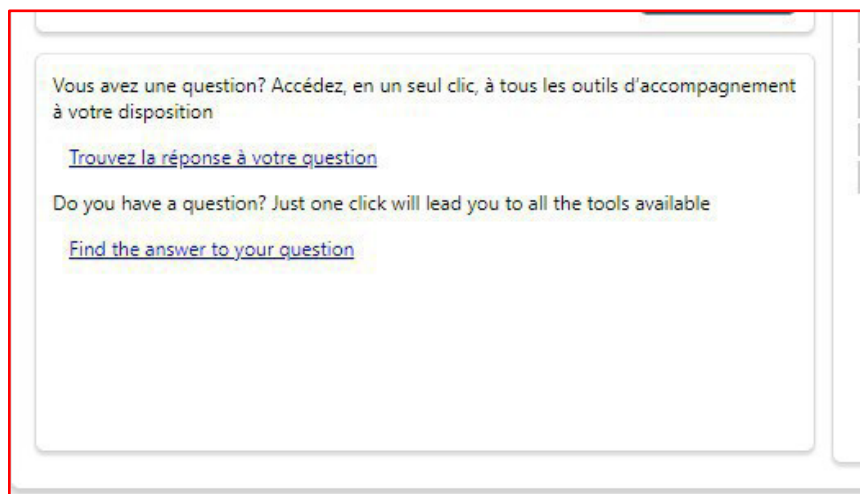 Vous avez une question? Accédez, en un seul clic, à tous les outils d'accompagnement
à votre disposition
Trouvez la réponse à votre question
Do you have a question? Just one click will lead you to all the tools available
Find the answer to your question